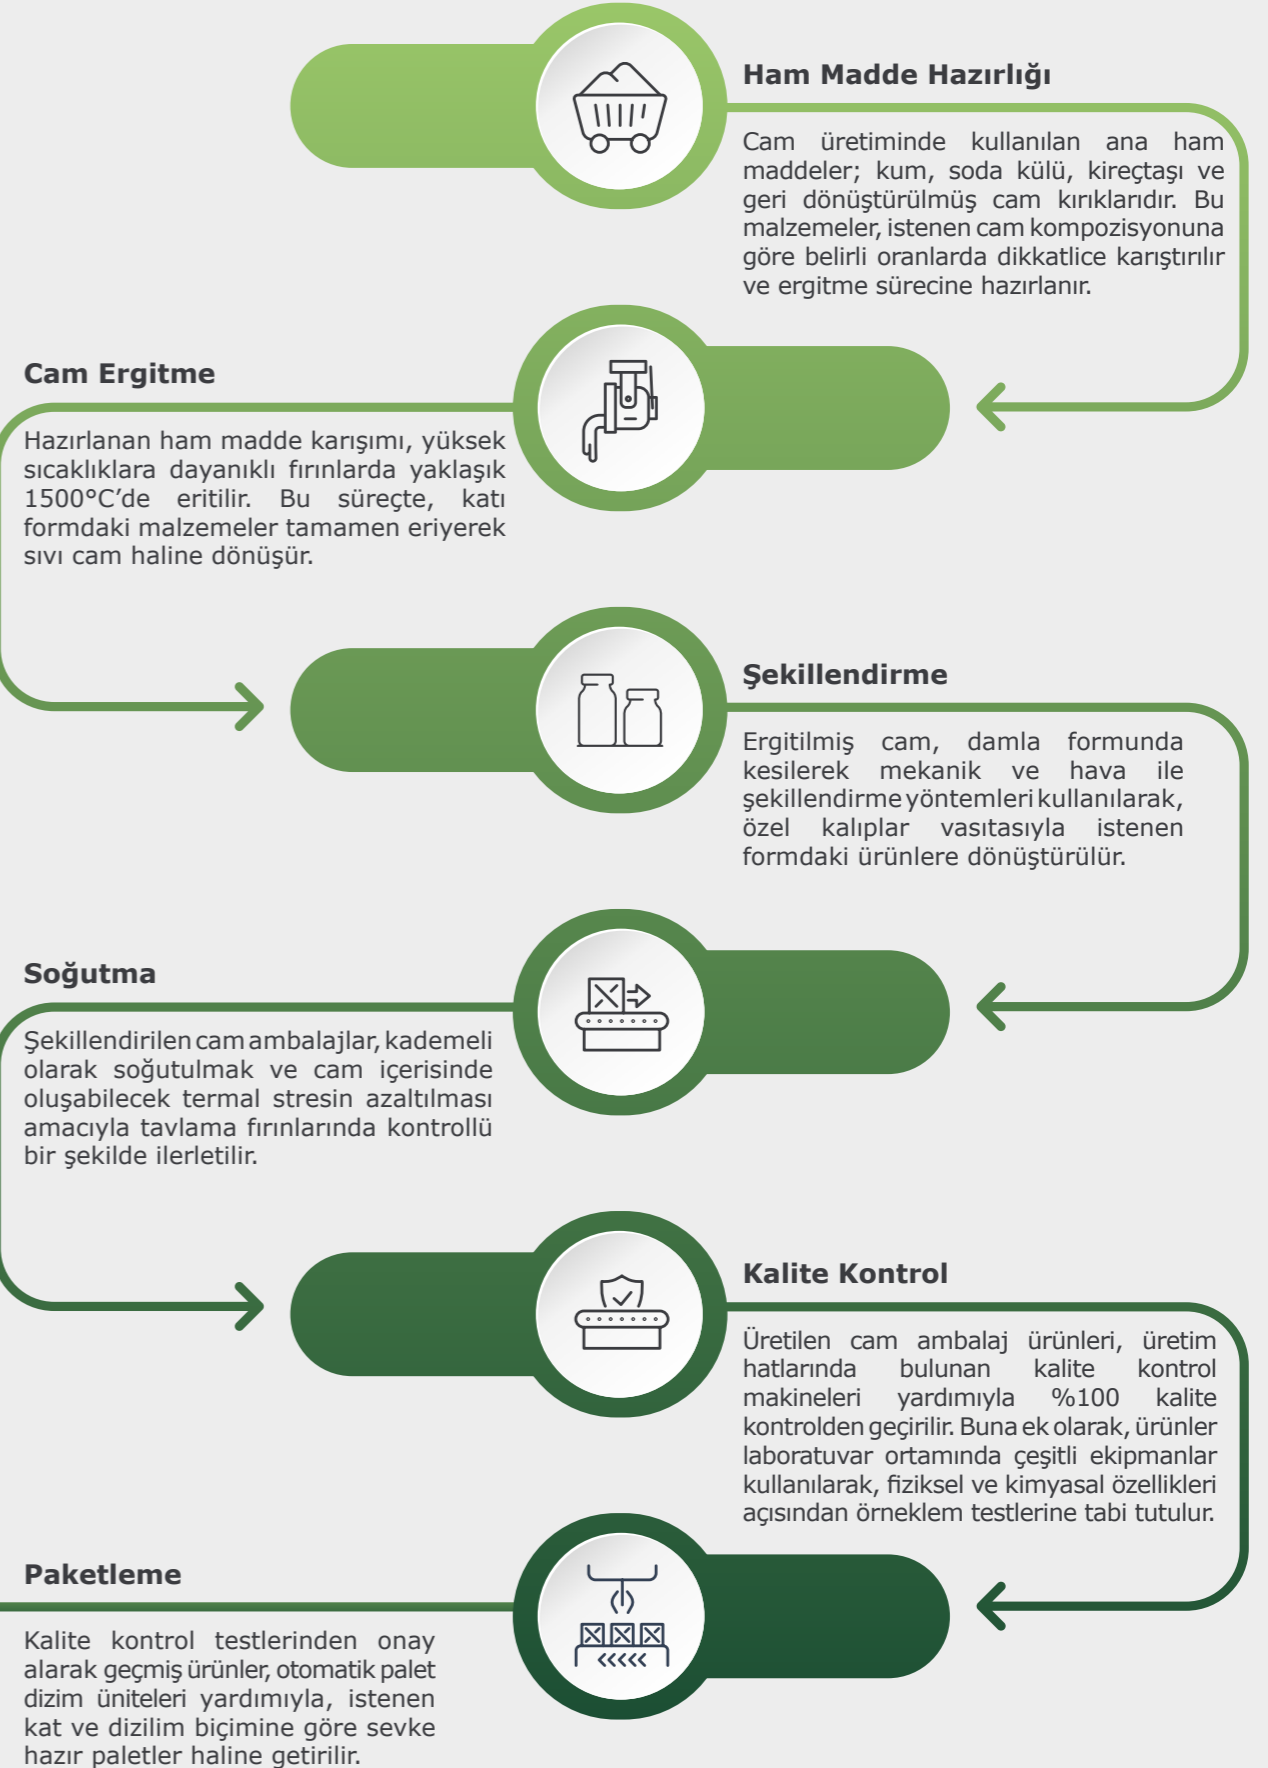 Ham Madde Hazırlığı
Cam üretiminde kullanılan ana ham
maddeler; kum, soda külü, kireçtaşı ve
geri dönüştürülmüş cam kırıklarıdır. Bu
malzemeler, istenen cam kompozisyonuna
göre belirli oranlarda dikkatlice karıştırılır
ve ergitme sürecine hazırlanır.
Cam Ergitme
Hazırlanan ham madde karışımı, yüksek
sıcaklıklara dayanıklı fırınlarda yaklaşık
1500°C’de eritilir. Bu süreçte, katı
formdaki malzemeler tamamen eriyerek
sıvı cam haline dönüşür.
Şekillendirme
Ergitilmiş cam, damla formunda
kesilerek mekanik ve hava ile
şekillendirme yöntemleri kullanılarak,
özel kalıplar vasıtasıyla istenen
formdaki ürünlere dönüştürülür.
Soğutma
Şekillendirilen cam ambalajlar, kademeli
olarak soğutulmak ve cam içerisinde
oluşabilecek termal stresin azaltılması
amacıyla tavlama fırınlarında kontrollü
bir şekilde ilerletilir.
Kalite Kontrol
Üretilen cam ambalaj ürünleri, üretim
hatlarında bulunan kalite kontrol
makineleri yardımıyla %100 kalite
kontrolden geçirilir. Buna ek olarak, ürünler
laboratuvar ortamında çeşitli ekipmanlar
kullanılarak, fiziksel ve kimyasal özellikleri
açısından örneklem testlerine tabi tutulur.
Paketleme
Kalite kontrol testlerinden onay
alarak geçmiş ürünler, otomatik palet
dizim üniteleri yardımıyla, istenen
kat ve dizilim biçimine göre sevke
hazır paletler haline getirilir.